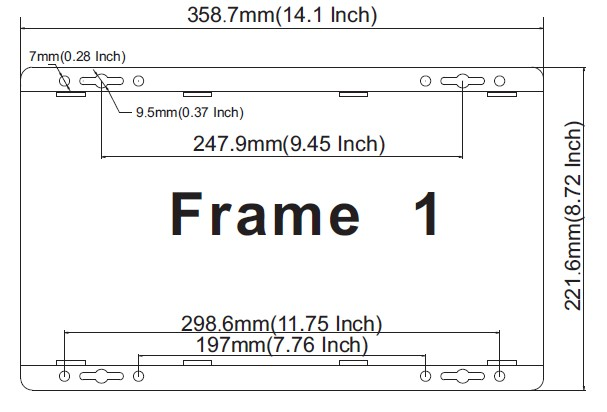 358.7mm(14.1 Inch)
7mm(0.28 Inch)
9.5mm(0.37 Inch)
247.9mm(9.45 Inch)
Frame 1
221.6mm(8.72 Inch)
298.6mm(11.75 Inch)
197mm(7.76 Inch)